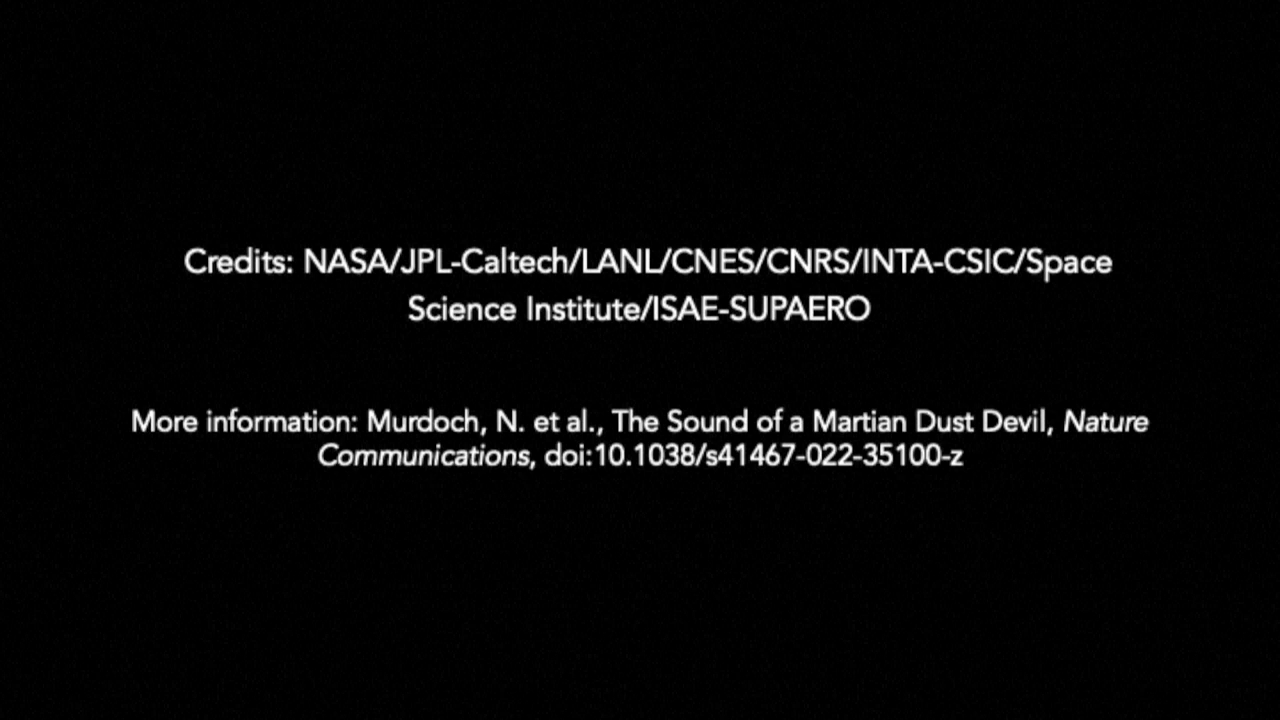 Credits: NASA/JPL-Caltech/LANL/CNES/CNRS/INTA-CSIC/Space
Science Institute/ISAE-SUPAERO
More information: Murdoch, N. et al., The Sound of a Martian Dust Devil, Nature
Communications, doi:10.1038/s41467-022-35100-z